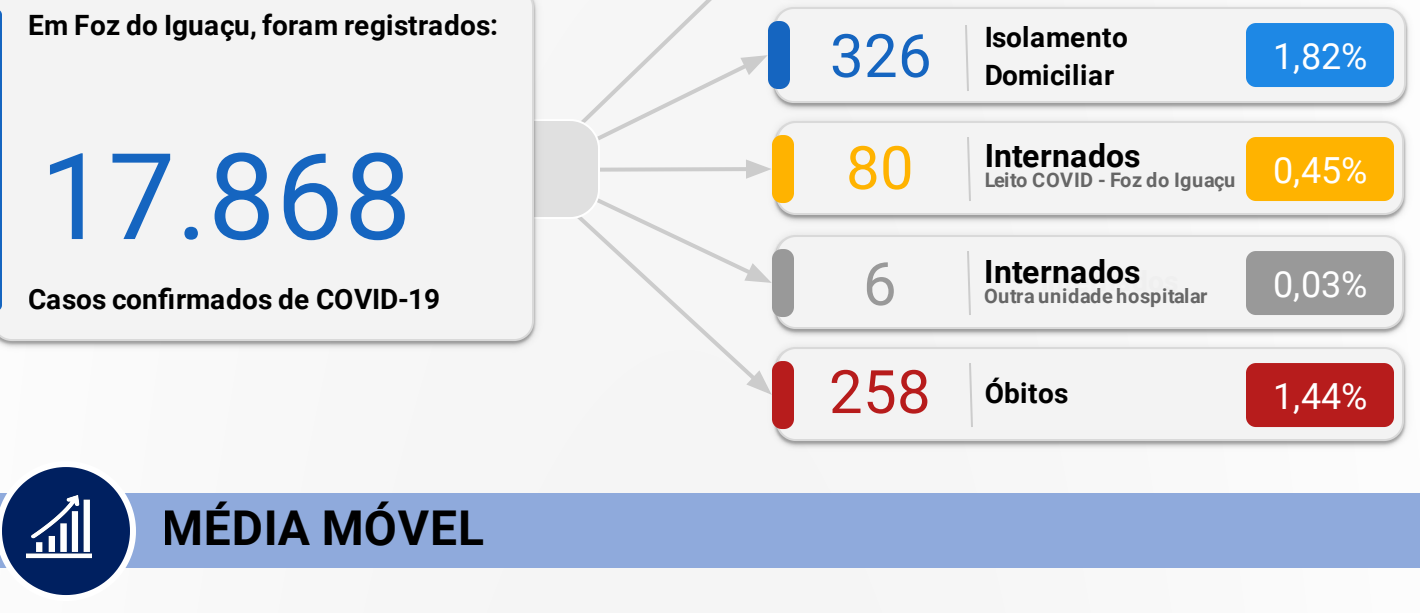 Em Foz do Iguaçu, foram registrados:
17.868
Casos confirmados de COVID-19
326
Isolamento
Domiciliar
1,82%
80
Internados
Leito COVID - Foz do Iguaçu
0,45%
6
Internados
Outra unidade hospitalar
0,03%
258
Óbitos
1,44%
MÉDIA MÓVEL